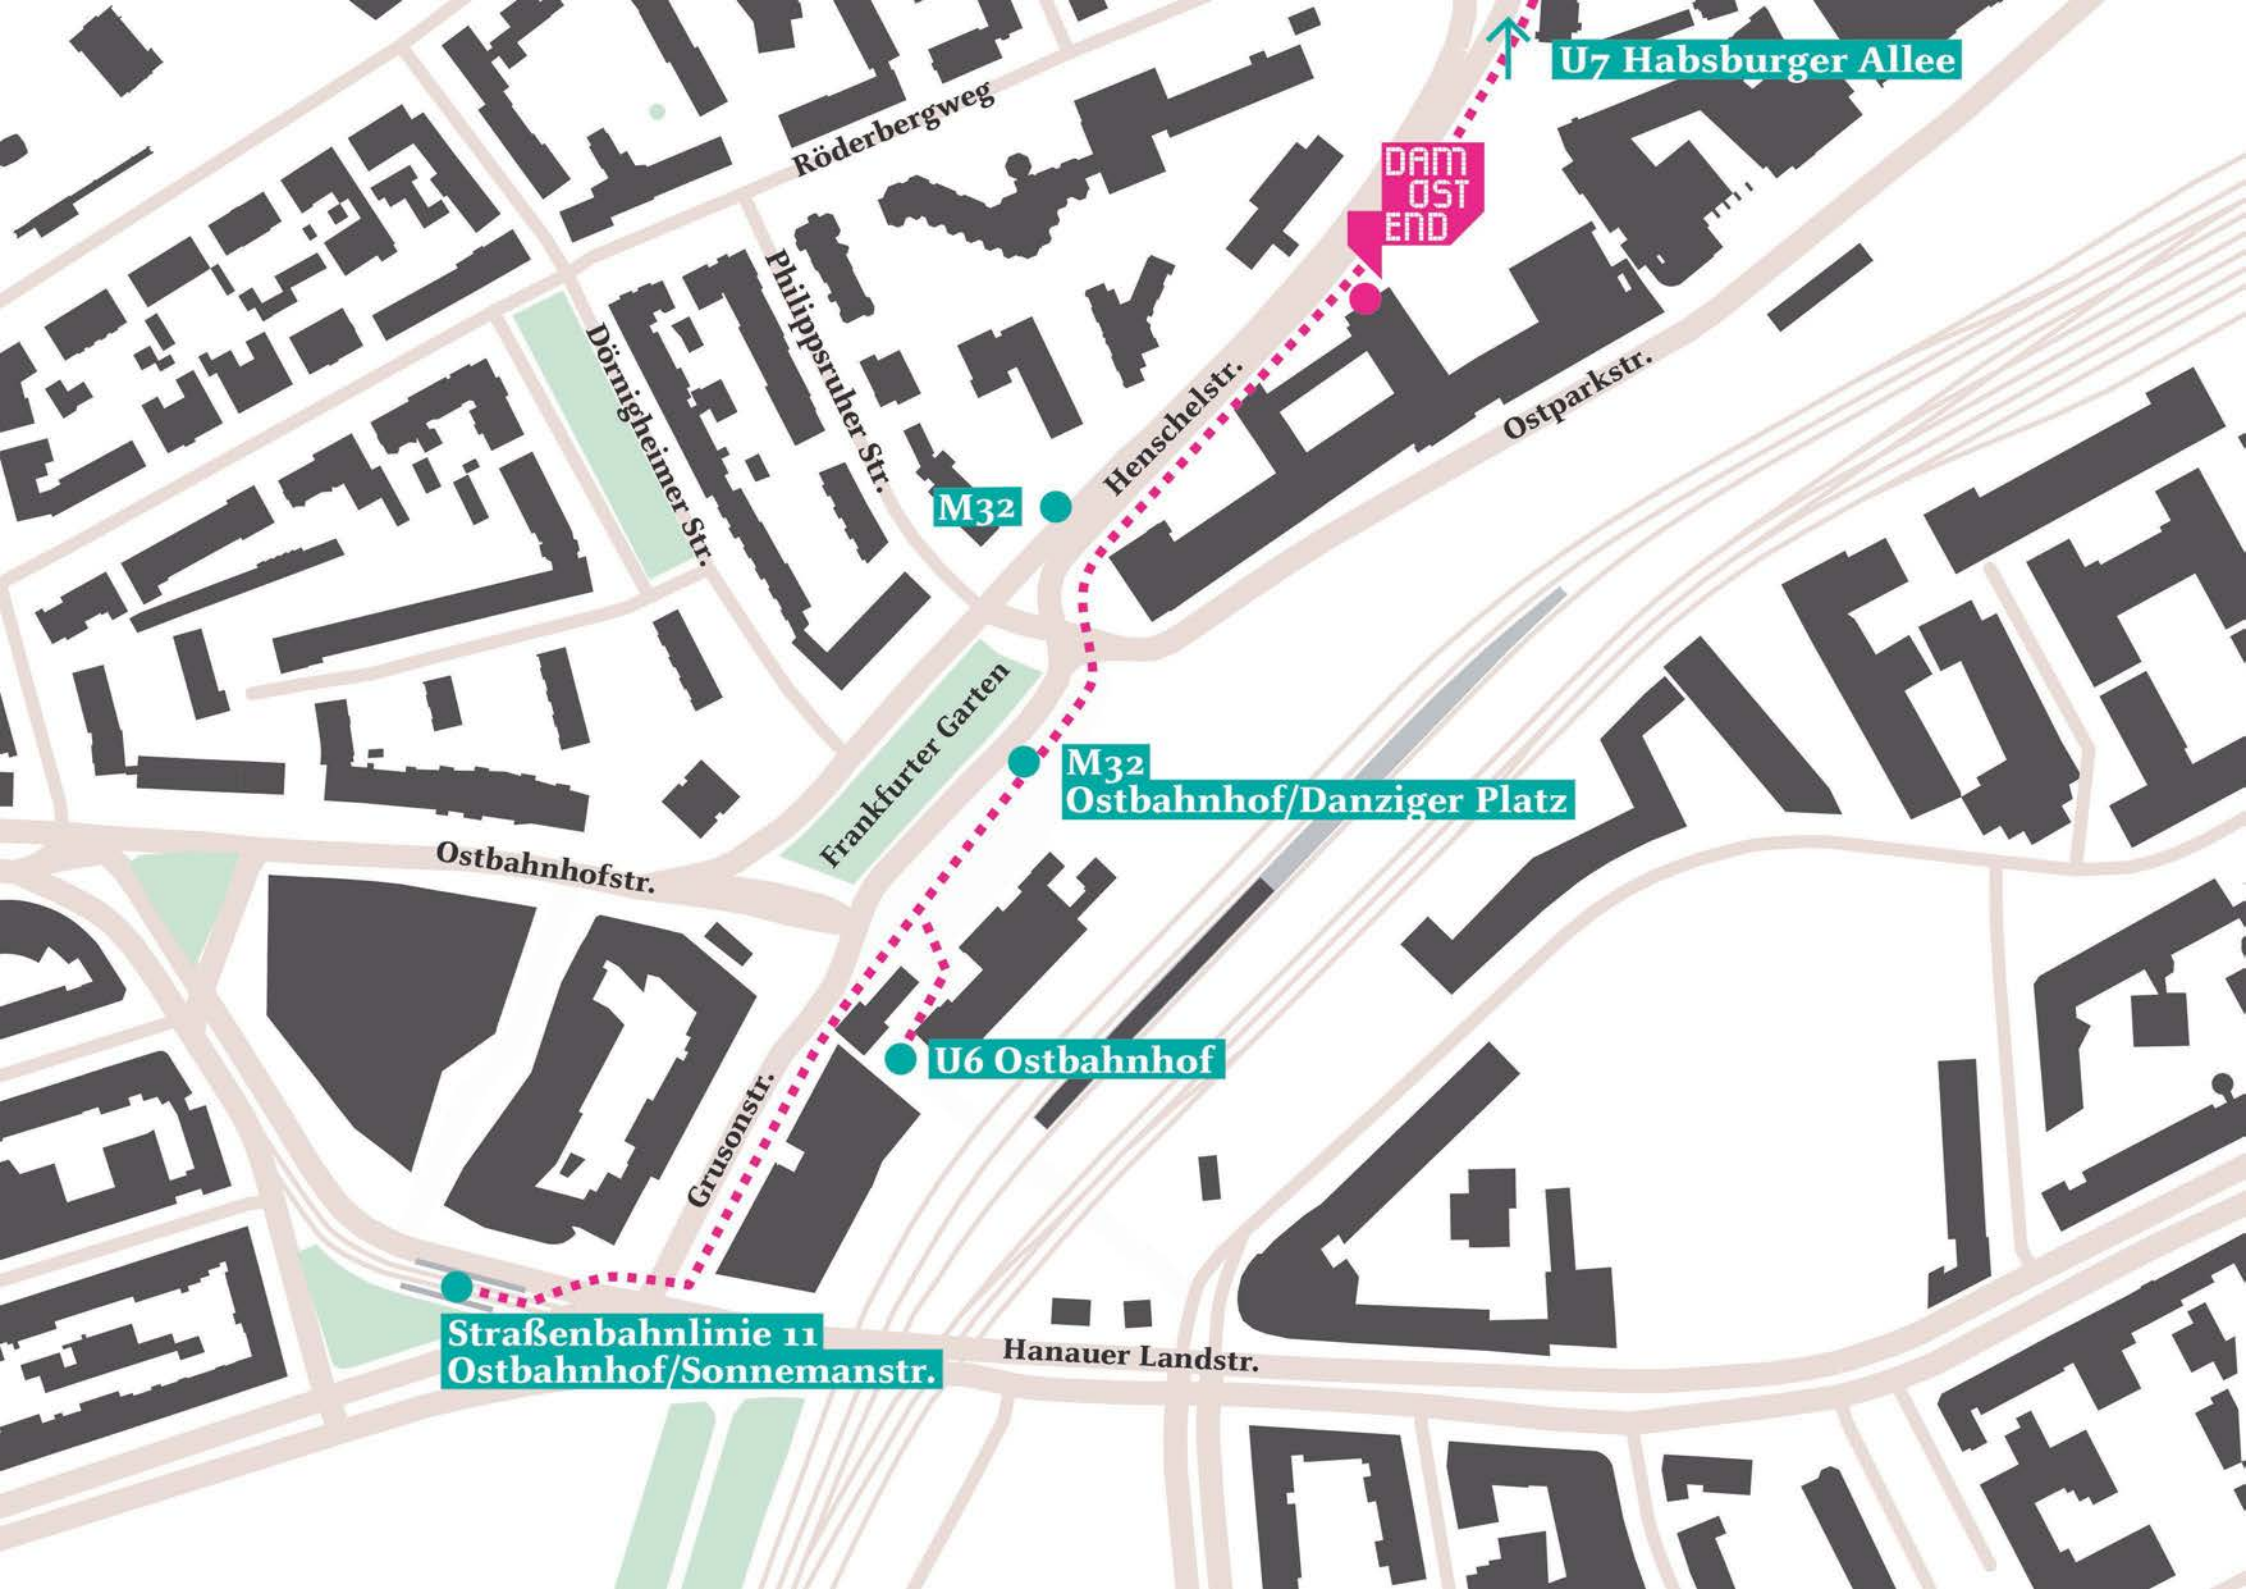 U7 Habsburger Allee
Röderbergweg
DAM
OST
END
Philippsruher Str.
Dörnigheimer Str.
Henschelstr.
Ostparkstr.
M32
Frankfurter Garten
M32
Ostbahnhof/Danziger Platz
Ostbahnhofstr.
U6 Ostbahnhof
Grusonstr.
Straßenbahnlinie 11
Ostbahnhof/Sonnemanstr.
Hanauer Landstr.